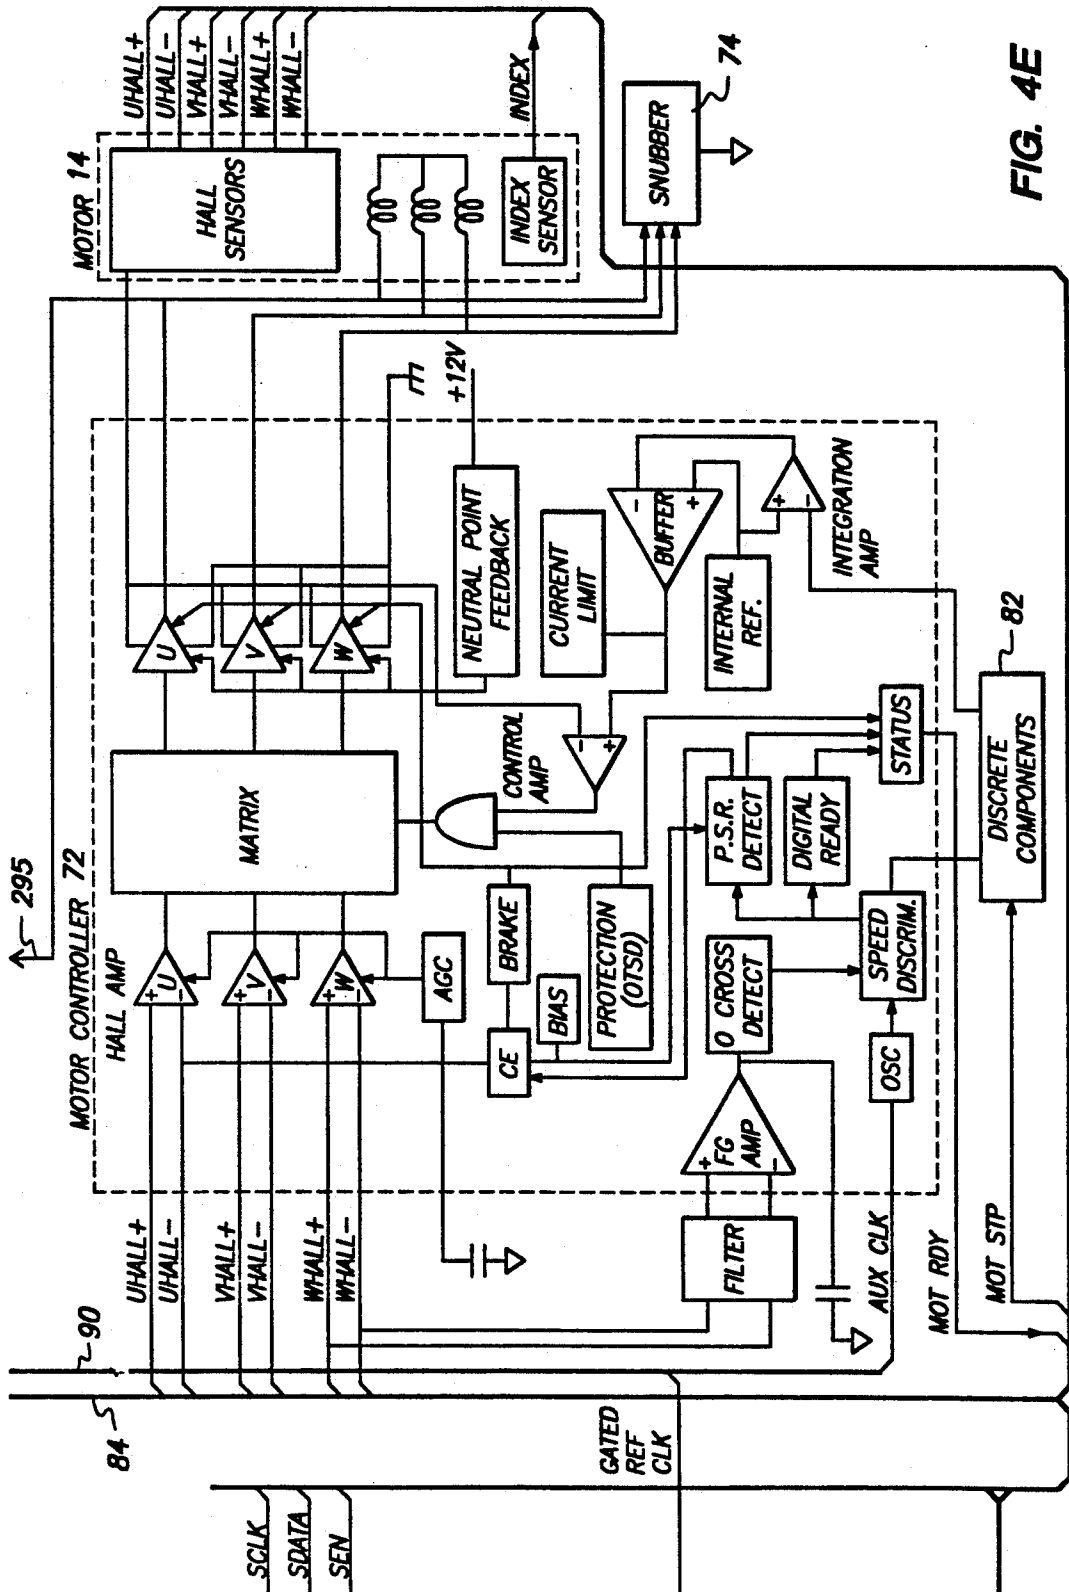 295
MOTOR CONTROLLER 72
HALL AMP
MOTOR 14
HALL
SENSORS
UHALL+
UHALL−
VHALL+
VHALL−
WHALL+
WHALL−
INDEX
SENSOR
INDEX
SNUBBER
74
FIG. 4E
90
84
UHALL+
UHALL−
VHALL+
VHALL−
WHALL+
WHALL−
+
U
−
+
V
−
+
W
−
MATRIX
U
V
W
AGC
CE
BRAKE
BIAS
PROTECTION
(OTSD)
CONTROL
AMP
−
+
NEUTRAL POINT
FEEDBACK
+12V
CURRENT
LIMIT
−
BUFFER
+
INTERNAL
REF.
+
−
INTEGRATION
AMP
FILTER
+
FG
AMP
−
O CROSS
DETECT
P.S.R.
DETECT
DIGITAL
READY
STATUS
OSC
SPEED
DISCRIM.
DISCRETE
COMPONENTS
82
AUX CLK
MOT RDY
MOT STP
GATED
REF
CLK
SCLK
SDATA
SEN